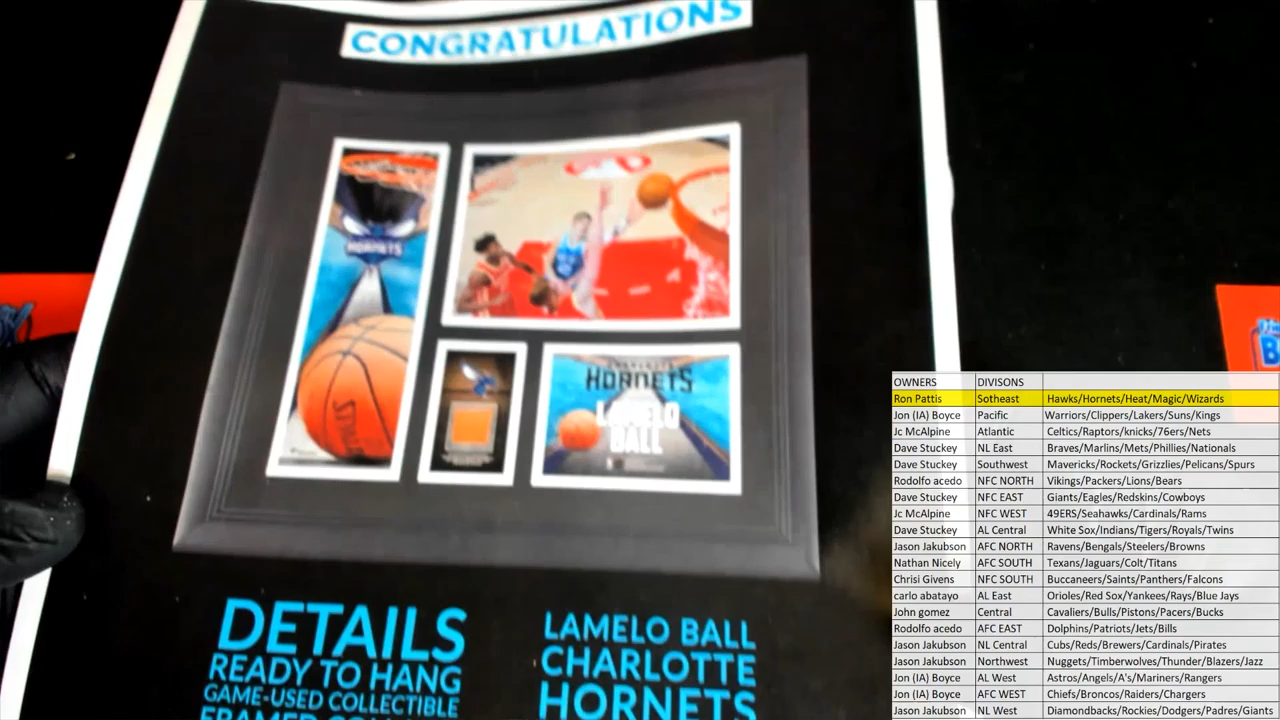 CONGRATULATIONS
HORNETS
SPALDING
HORNETS
LAMELO
BALL
DETAILS
READY TO HANG
GAME-USED COLLECTIBLE
LAMELO BALL
CHARLOTTE
HORNETS
OWNERS DIVISONS
Ron Pattis Sotheast Hawks/Hornets/Heat/Magic/Wizards
Jon (IA) Boyce Pacific Warriors/Clippers/Lakers/Suns/Kings
Jc McAlpine Atlantic Celtics/Raptors/knicks/76ers/Nets
Dave Stuckey NL East Braves/Marlins/Mets/Phillies/Nationals
Dave Stuckey Southwest Mavericks/Rockets/Grizzlies/Pelicans/Spurs
Rodolfo acedo NFC NORTH Vikings/Packers/Lions/Bears
Dave Stuckey NFC EAST Giants/Eagles/Redskins/Cowboys
Jc McAlpine NFC WEST 49ERS/Seahawks/Cardinals/Rams
Dave Stuckey AL Central White Sox/Indians/Tigers/Royals/Twins
Jason Jakubson AFC NORTH Ravens/Bengals/Steelers/Browns
Nathan Nicely AFC SOUTH Texans/Jaguars/Colt/Titans
Chrisi Givens NFC SOUTH Buccaneers/Saints/Panthers/Falcons
carlo abatayo AL East Orioles/Red Sox/Yankees/Rays/Blue Jays
John gomez Central Cavaliers/Bulls/Pistons/Pacers/Bucks
Rodolfo acedo AFC EAST Dolphins/Patriots/Jets/Bills
Jason Jakubson NL Central Cubs/Reds/Brewers/Cardinals/Pirates
Jason Jakubson Northwest Nuggets/Timberwolves/Thunder/Blazers/Jazz
Jon (IA) Boyce AL West Astros/Angels/A's/Mariners/Rangers
Jon (IA) Boyce AFC WEST Chiefs/Broncos/Raiders/Chargers
Jason Jakubson NL West Diamondbacks/Rockies/Dodgers/Padres/Giants